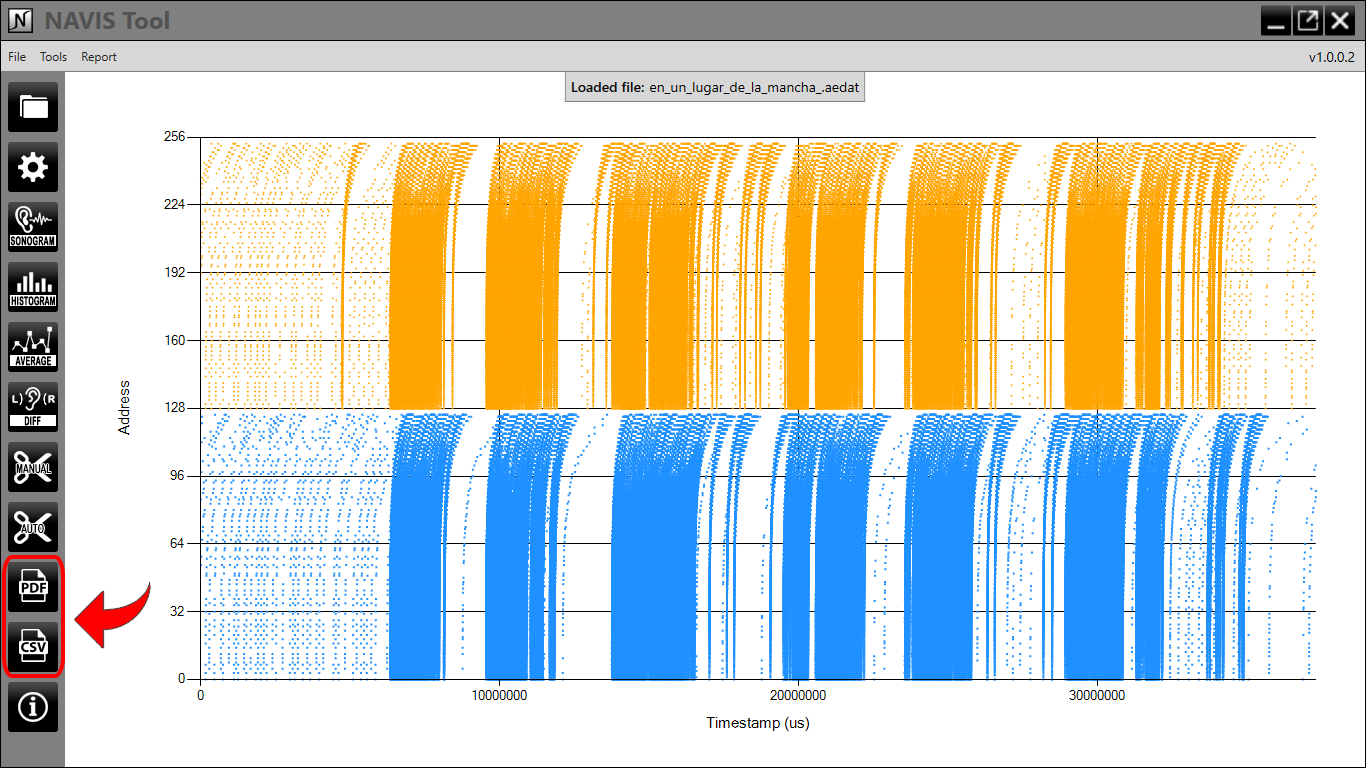 N NAVIS Tool
File Tools Report v1.0.0.2
Loaded file: en_un_lugar_de_la_mancha_.aedat
SONOGRAM
HISTOGRAM
AVERAGE
L) (R
DIFF
MANUAL
AUTO
PDF
CSV
i
Address
256
224
192
160
128
96
64
32
0
0 10000000 20000000 30000000
Timestamp (us)